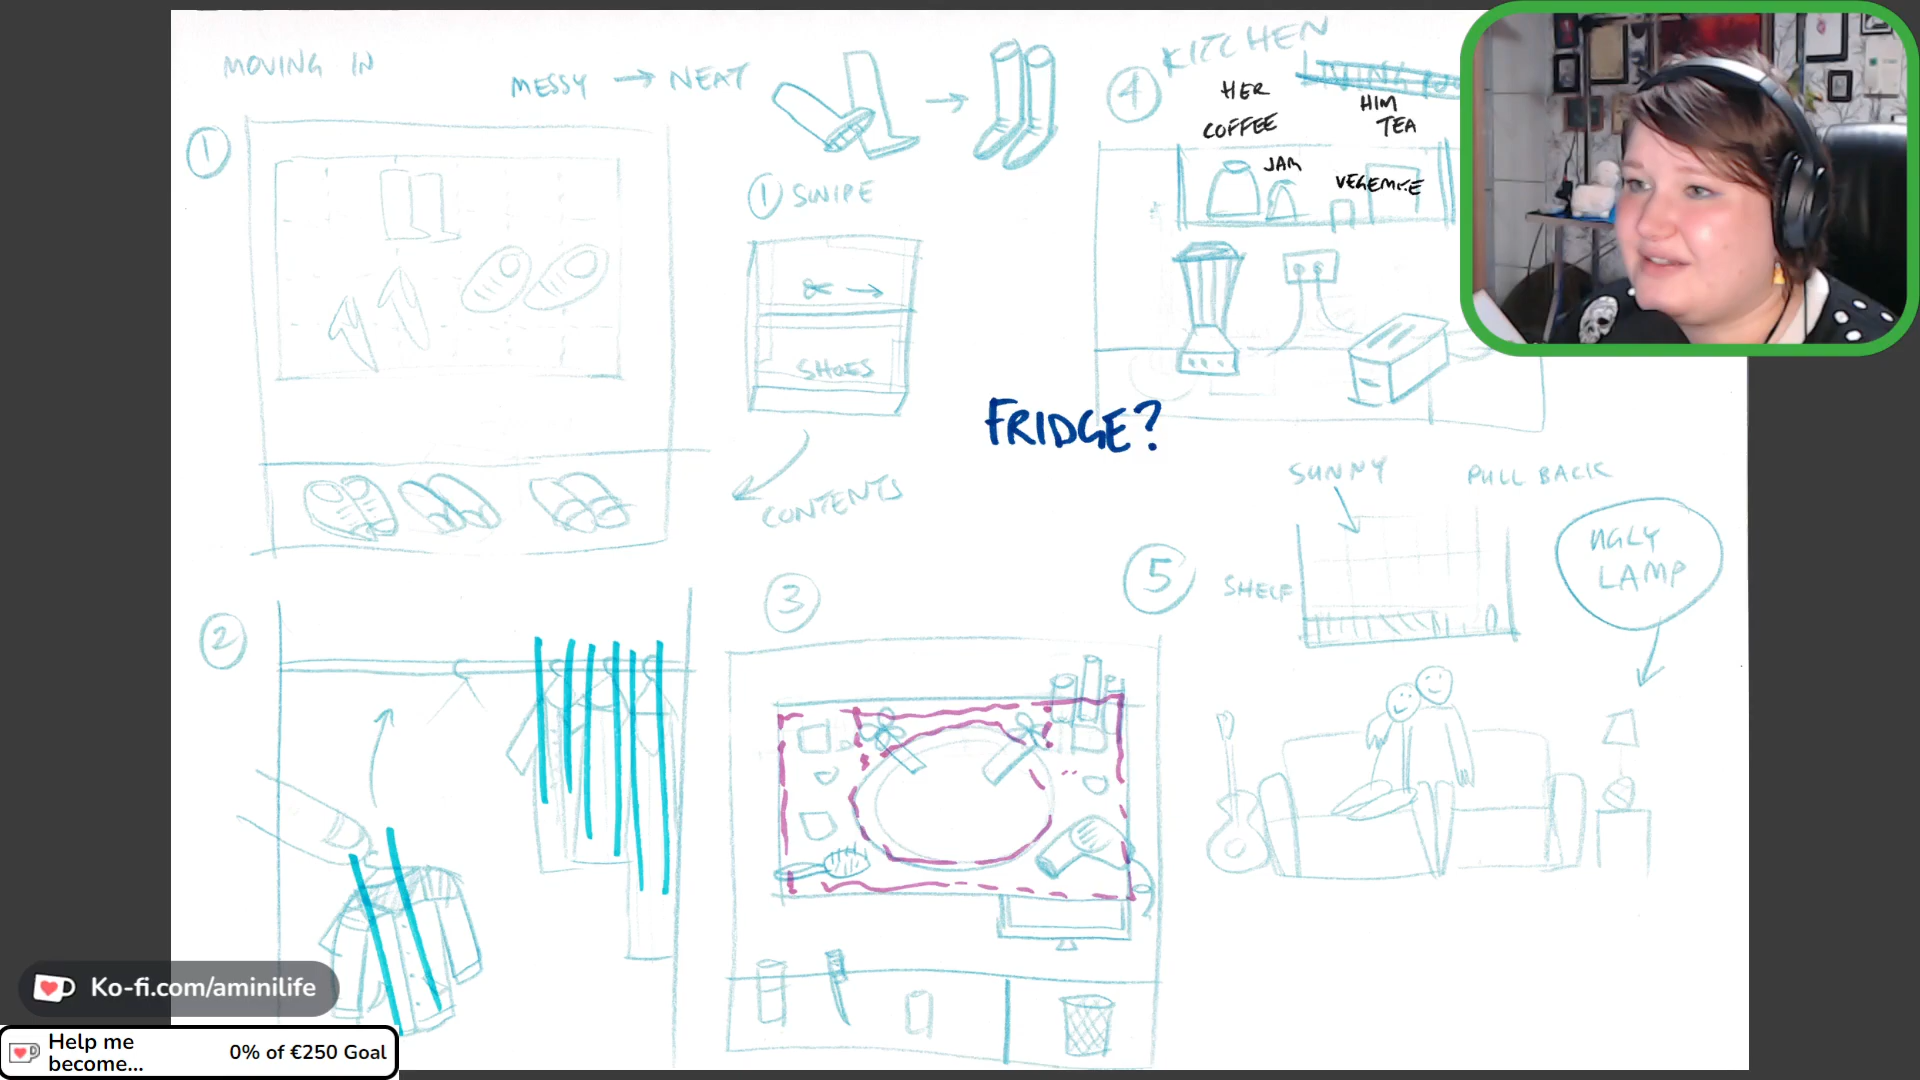 MOVING IN
MESSY → NEAT
①
① SWIPE
SHOES
CONTENTS
④
KITCHEN
HER
COFFEE
HIM
TEA
JAM
VEGEMITE
FRIDGE?
②
③
⑤
SUNNY
PULL BACK
SHELF
UGLY
LAMP
Ko-fi.com/aminilife
Help me
become...
0% of €250 Goal